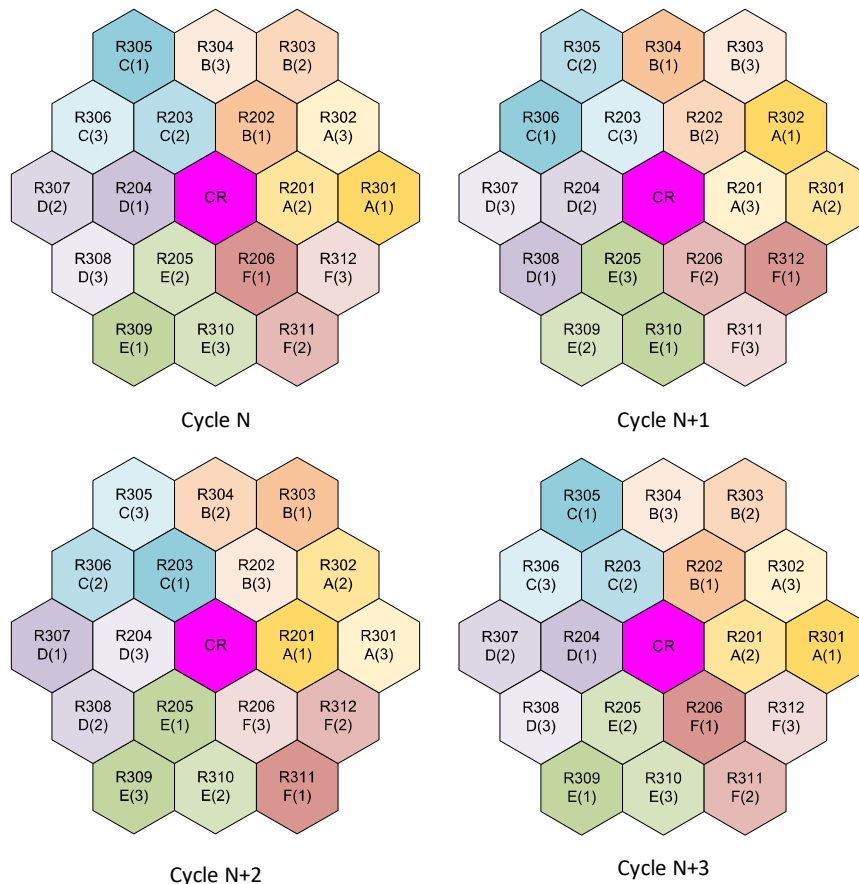 R305 R304 R303
C(1) B(3) B(2)
R306 R203 R202 R302
C(3) C(2) B(1) A(3)
R307 R204 CR R201 R301
D(2) D(1) A(2) A(1)
R308 R205 R206 R312
D(3) E(2) F(1) F(3)
R309 R310 R311
E(1) E(3) F(2)
Cycle N
R305 R304 R303
C(2) B(1) B(3)
R306 R203 R202 R302
C(1) C(3) B(2) A(1)
R307 R204 CR R201 R301
D(3) D(2) A(3) A(2)
R308 R205 R206 R312
D(1) E(3) F(2) F(1)
R309 R310 R311
E(2) E(1) F(3)
Cycle N+1
R305 R304 R303
C(3) B(2) B(1)
R306 R203 R202 R302
C(2) C(1) B(3) A(2)
R307 R204 CR R201 R301
D(1) D(3) A(1) A(3)
R308 R205 R206 R312
D(2) E(1) F(3) F(2)
R309 R310 R311
E(3) E(2) F(1)
Cycle N+2
R305 R304 R303
C(1) B(3) B(2)
R306 R203 R202 R302
C(3) C(2) B(1) A(3)
R307 R204 CR R201 R301
D(2) D(1) A(2) A(1)
R308 R205 R206 R312
D(3) E(2) F(1) F(3)
R309 R310 R311
E(1) E(3) F(2)
Cycle N+3